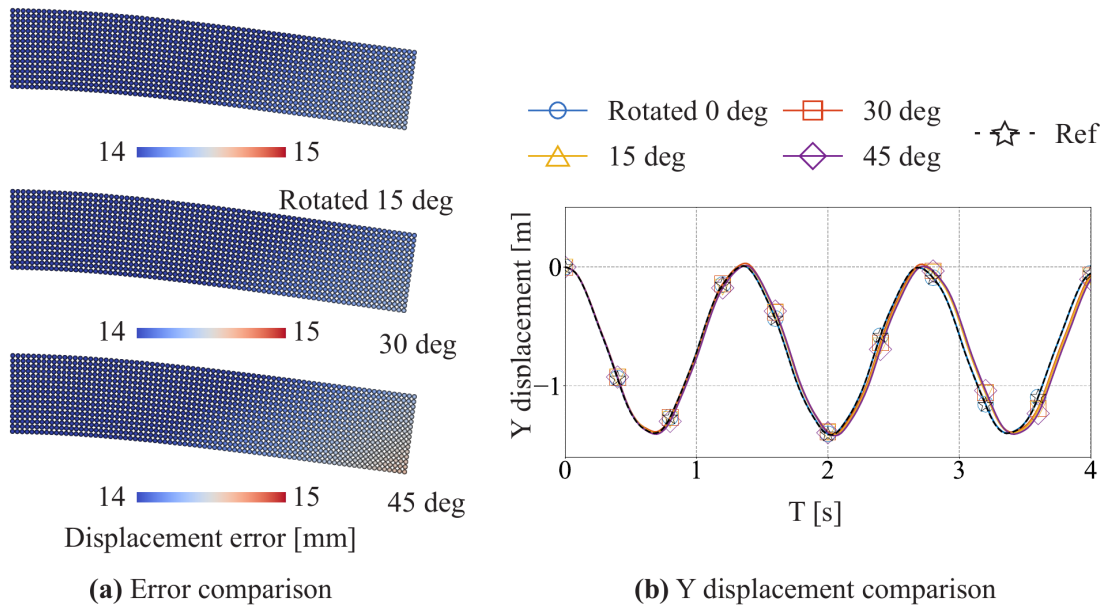 14 15
Rotated 15 deg
14 15
30 deg
14 15
45 deg
Displacement error [mm]
(a) Error comparison
Rotated 0 deg
30 deg
Ref
15 deg
45 deg
Y displacement [m]
0
−1
0 1 2 3 4
T [s]
(b) Y displacement comparison